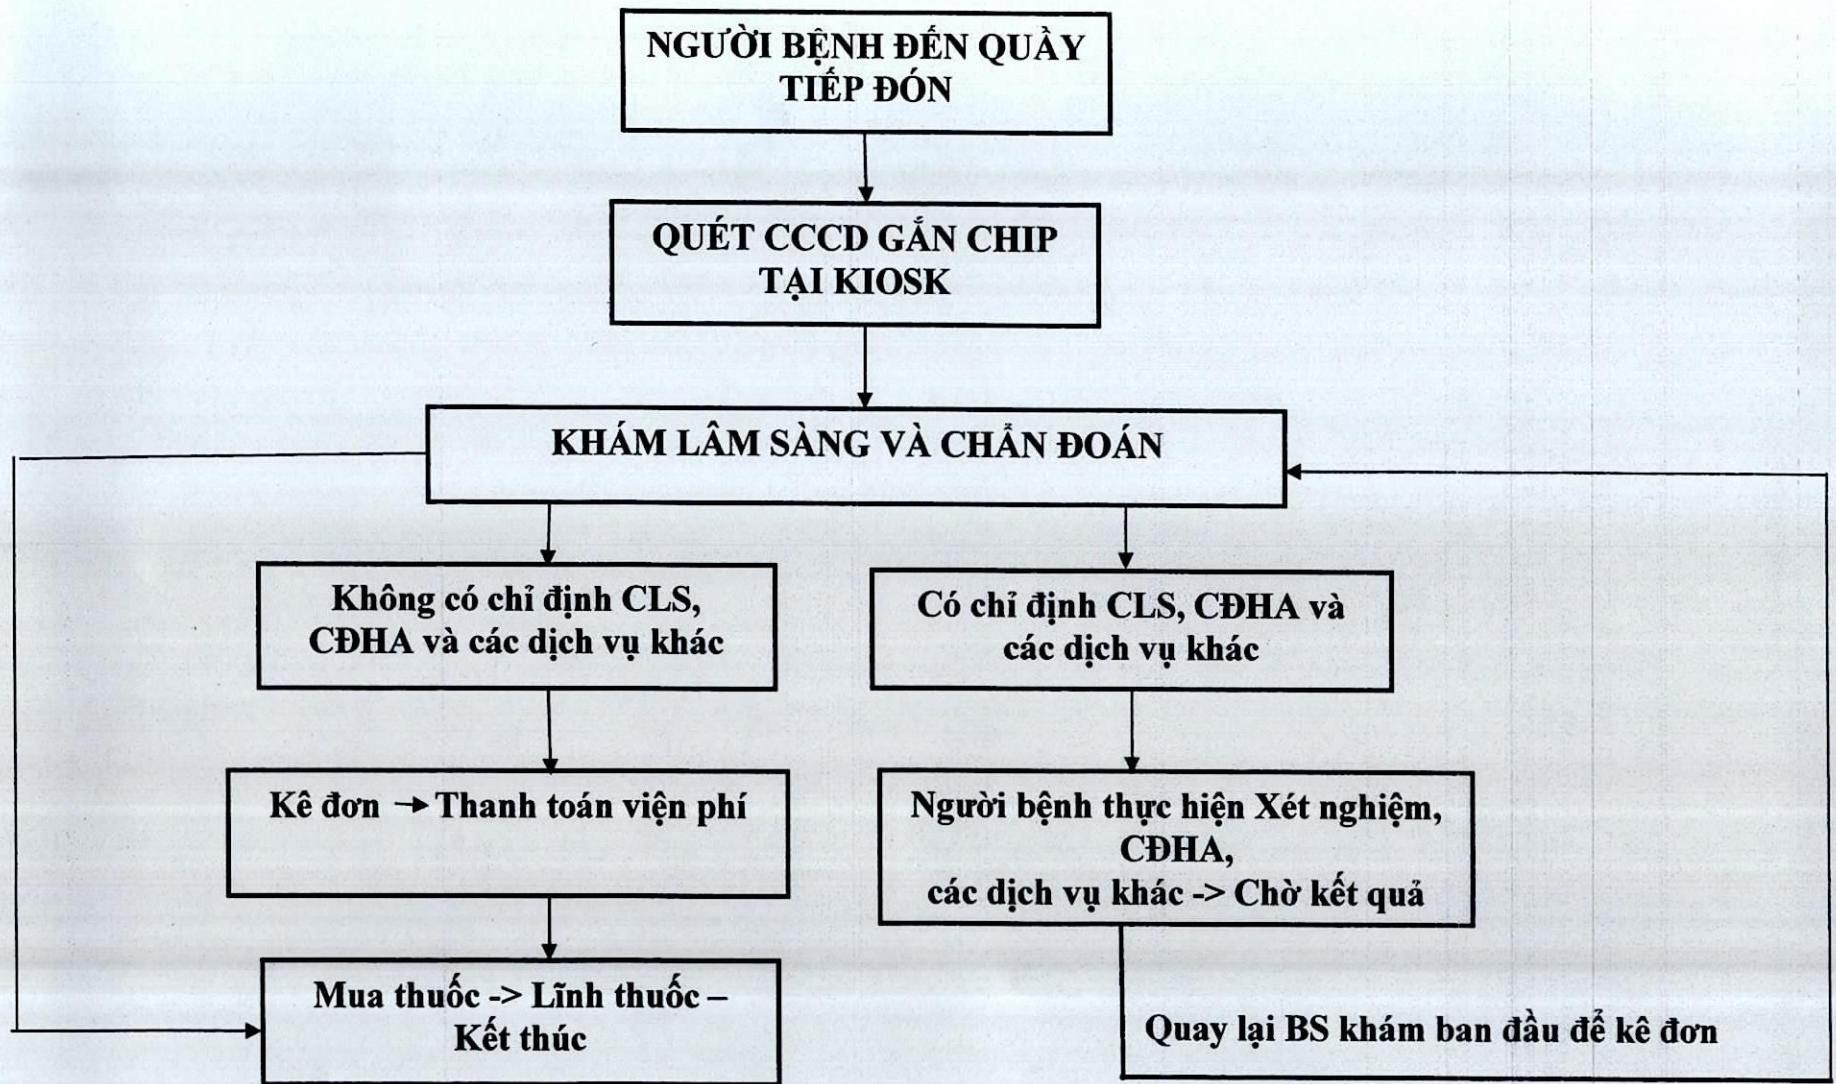 NGƯỜI BỆNH ĐẾN QUẦY
TIẾP ĐÓN
QUÉT CCCD GẮN CHIP
TẠI KIOSK
KHÁM LÂM SÀNG VÀ CHẨN ĐOÁN
Không có chỉ định CLS,
CĐHA và các dịch vụ khác
Có chỉ định CLS, CĐHA và
các dịch vụ khác
Kê đơn → Thanh toán viện phí
Người bệnh thực hiện Xét nghiệm,
CĐHA,
các dịch vụ khác -> Chờ kết quả
Mua thuốc -> Lĩnh thuốc –
Kết thúc
Quay lại BS khám ban đầu để kê đơn